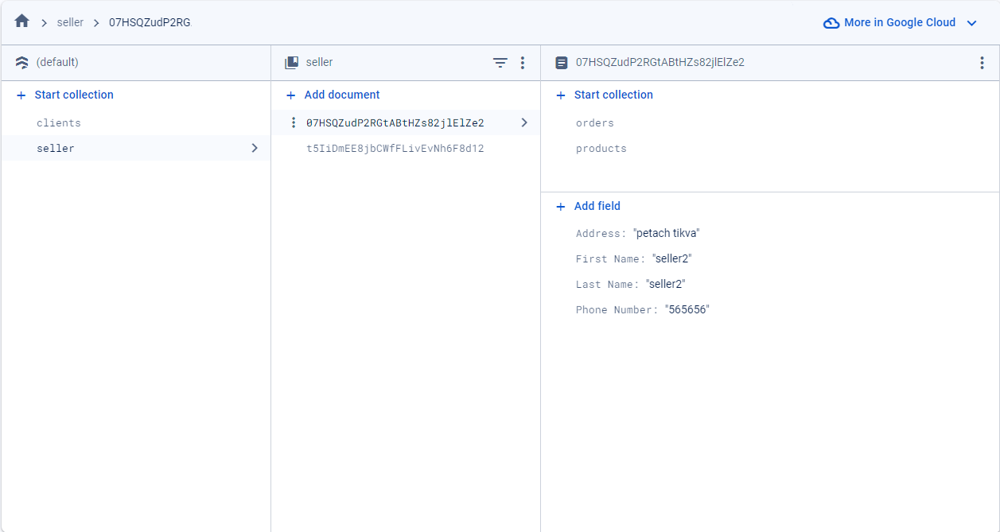 seller
07HSQZudP2RG
More in Google Cloud
(default)
seller
07HSQZudP2RGtABtHZs82jlElZe2
Start collection
clients
seller
Add document
07HSQZudP2RGtABtHZs82jlElZe2
t5IiDmEE8jbCWfFLivEvNh6F8d12
Start collection
orders
products
Add field
Address: "petach tikva"
First Name: "seller2"
Last Name: "seller2"
Phone Number: "565656"